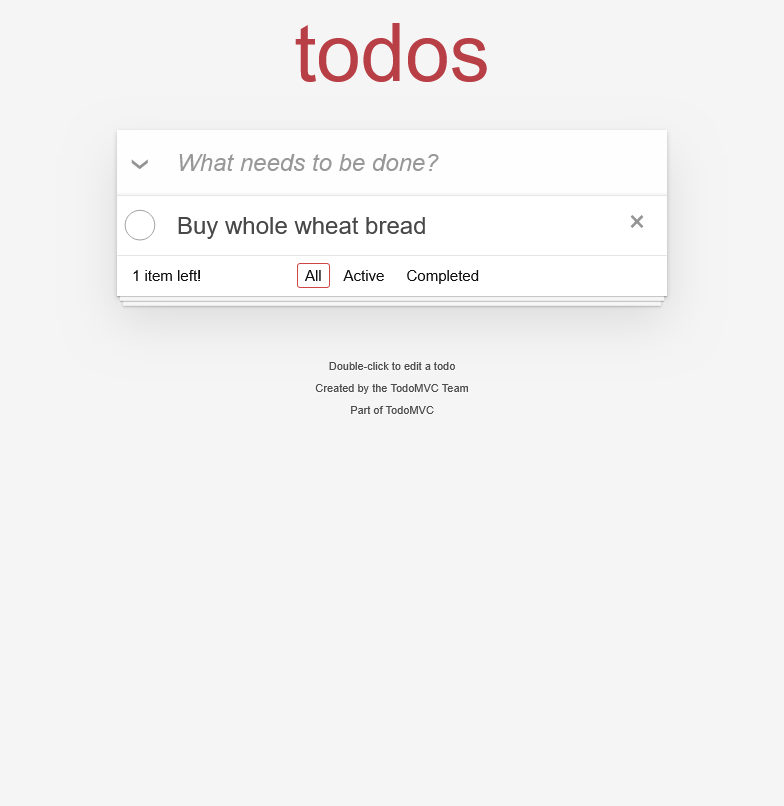 todos
What needs to be done?
Buy whole wheat bread ×
1 item left! All Active Completed
Double-click to edit a todo
Created by the TodoMVC Team
Part of TodoMVC